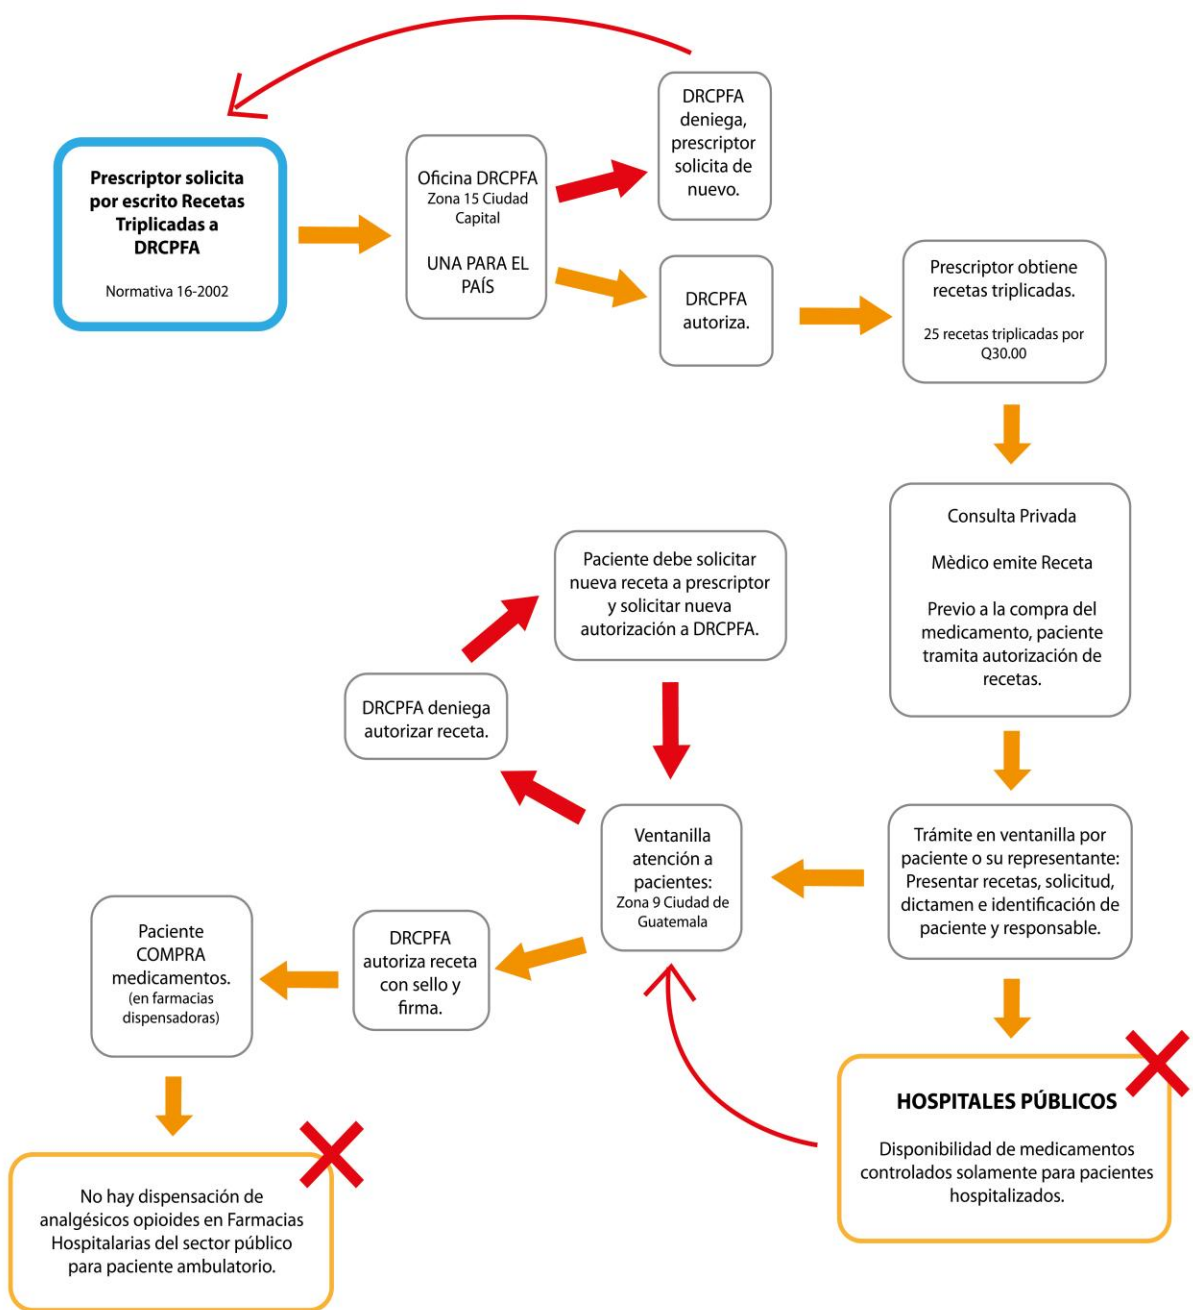 Prescriptor solicita
por escrito Recetas
Triplicadas a
DRCPFA
Normativa 16-2002
Oficina DRCPFA
Zona 15 Ciudad
Capital
UNA PARA EL
PAÍS
DRCPFA
deniega,
prescriptor
solicita de
nuevo.
DRCPFA
autoriza.
Prescriptor obtiene
recetas triplicadas.
25 recetas triplicadas por
Q30.00
Consulta Privada
Mèdico emite Receta
Previo a la compra del
medicamento, paciente
tramita autorización de
recetas.
Paciente debe solicitar
nueva receta a prescriptor
y solicitar nueva
autorización a DRCPFA.
DRCPFA deniega
autorizar receta.
Ventanilla
atención a
pacientes:
Zona 9 Ciudad de
Guatemala
Trámite en ventanilla por
paciente o su representante:
Presentar recetas, solicitud,
dictamen e identificación de
paciente y responsable.
DRCPFA
autoriza receta
con sello y
firma.
Paciente
COMPRA
medicamentos.
(en farmacias
dispensadoras)
HOSPITALES PÚBLICOS
Disponibilidad de medicamentos
controlados solamente para pacientes
hospitalizados.
No hay dispensación de
analgésicos opioides en Farmacias
Hospitalarias del sector público
para paciente ambulatorio.